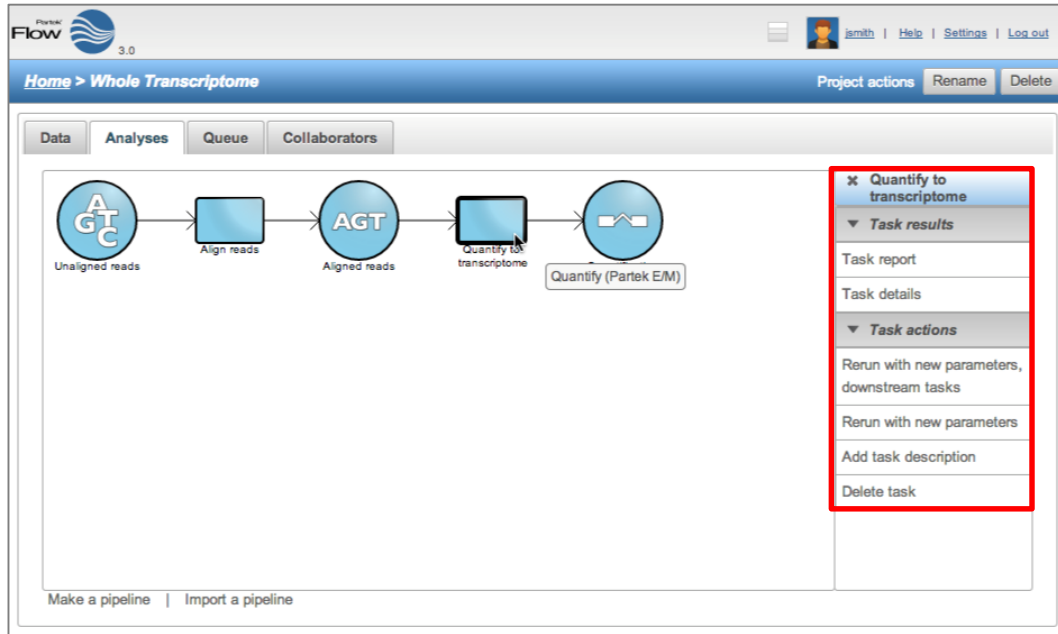 Partek
Flow
3.0
jsmith | Help | Settings | Log out
Home > Whole Transcriptome
Project actions Rename Delete
Data Analyses Queue Collaborators
A
G T
C
AGT
Unaligned reads
Align reads
Aligned reads
Quantify to
transcriptome
Quantify (Partek E/M)
Quantify to
transcriptome
Task results
Task report
Task details
Task actions
Rerun with new parameters,
downstream tasks
Rerun with new parameters
Add task description
Delete task
Make a pipeline | Import a pipeline